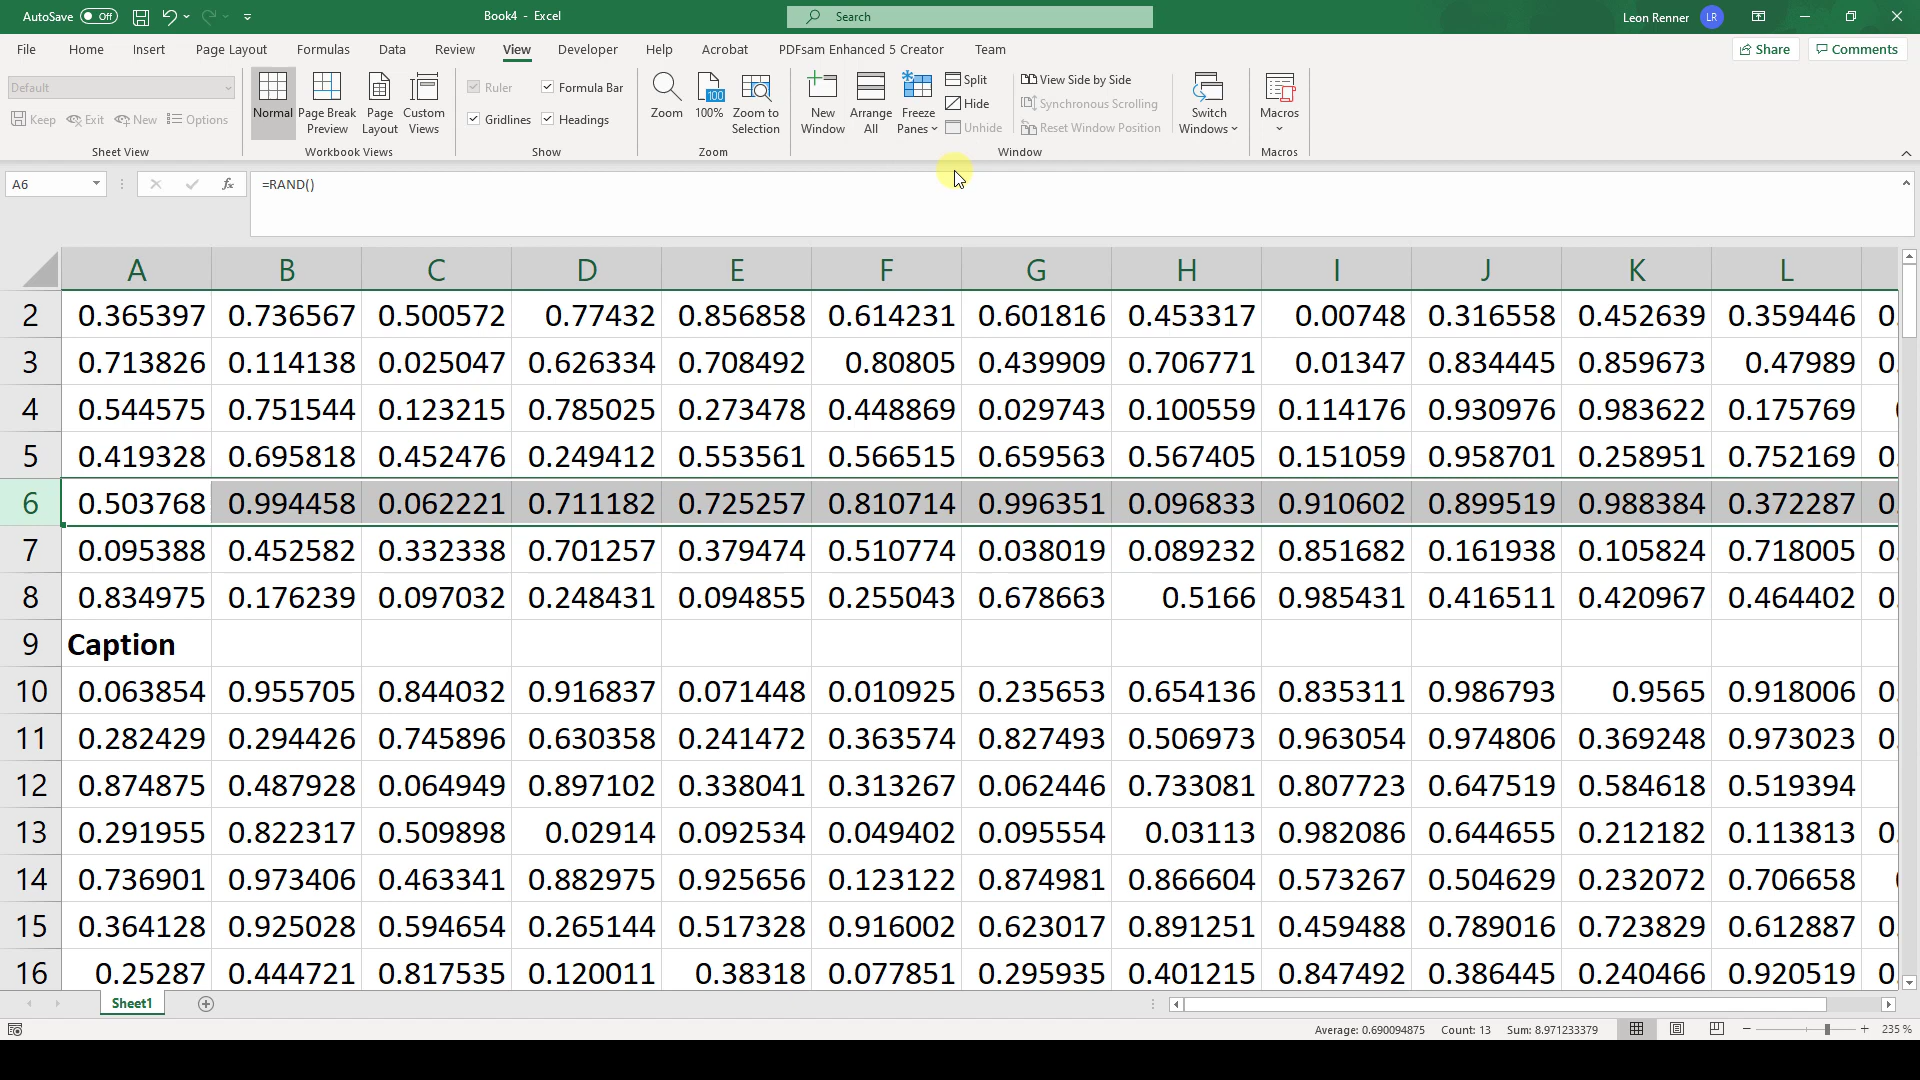 AutoSave Off Book4 - Excel Search Leon Renner LR
File Home Insert Page Layout Formulas Data Review View Developer Help Acrobat PDFsam Enhanced 5 Creator Team Share Comments
Default
Keep Exit New Options
Sheet View
Normal
Page Break Preview
Page Layout
Custom Views
Workbook Views
Ruler Formula Bar
Gridlines Headings
Show
Zoom
100
100%
Zoom to Selection
Zoom
New Window
Arrange All
Freeze Panes
Split
Hide
Unhide
View Side by Side
Synchronous Scrolling
Reset Window Position
Window
Switch Windows
Macros
Macros
A6 fx =RAND()
A B C D E F G H I J K L
2 0.365397 0.736567 0.500572 0.77432 0.856858 0.614231 0.601816 0.453317 0.00748 0.316558 0.452639 0.359446 0.
3 0.713826 0.114138 0.025047 0.626334 0.708492 0.80805 0.439909 0.706771 0.01347 0.834445 0.859673 0.47989 0.
4 0.544575 0.751544 0.123215 0.785025 0.273478 0.448869 0.029743 0.100559 0.114176 0.930976 0.983622 0.175769
5 0.419328 0.695818 0.452476 0.249412 0.553561 0.566515 0.659563 0.567405 0.151059 0.958701 0.258951 0.752169 0.
6 0.503768 0.994458 0.062221 0.711182 0.725257 0.810714 0.996351 0.096833 0.910602 0.899519 0.988384 0.372287 0.
7 0.095388 0.452582 0.332338 0.701257 0.379474 0.510774 0.038019 0.089232 0.851682 0.161938 0.105824 0.718005 0.
8 0.834975 0.176239 0.097032 0.248431 0.094855 0.255043 0.678663 0.5166 0.985431 0.416511 0.420967 0.464402 0.
9 Caption
10 0.063854 0.955705 0.844032 0.916837 0.071448 0.010925 0.235653 0.654136 0.835311 0.986793 0.9565 0.918006 0.
11 0.282429 0.294426 0.745896 0.630358 0.241472 0.363574 0.827493 0.506973 0.963054 0.974806 0.369248 0.973023 0.
12 0.874875 0.487928 0.064949 0.897102 0.338041 0.313267 0.062446 0.733081 0.807723 0.647519 0.584618 0.519394
13 0.291955 0.822317 0.509898 0.02914 0.092534 0.049402 0.095554 0.03113 0.982086 0.644655 0.212182 0.113813 0.
14 0.736901 0.973406 0.463341 0.882975 0.925656 0.123122 0.874981 0.866604 0.573267 0.504629 0.232072 0.706658
15 0.364128 0.925028 0.594654 0.265144 0.517328 0.916002 0.623017 0.891251 0.459488 0.789016 0.723829 0.612887 0.
16 0.25287 0.444721 0.817535 0.120011 0.38318 0.077851 0.295935 0.401215 0.847492 0.386445 0.240466 0.920519 0.
Sheet1
Average: 0.690094875 Count: 13 Sum: 8.971233379 235 %